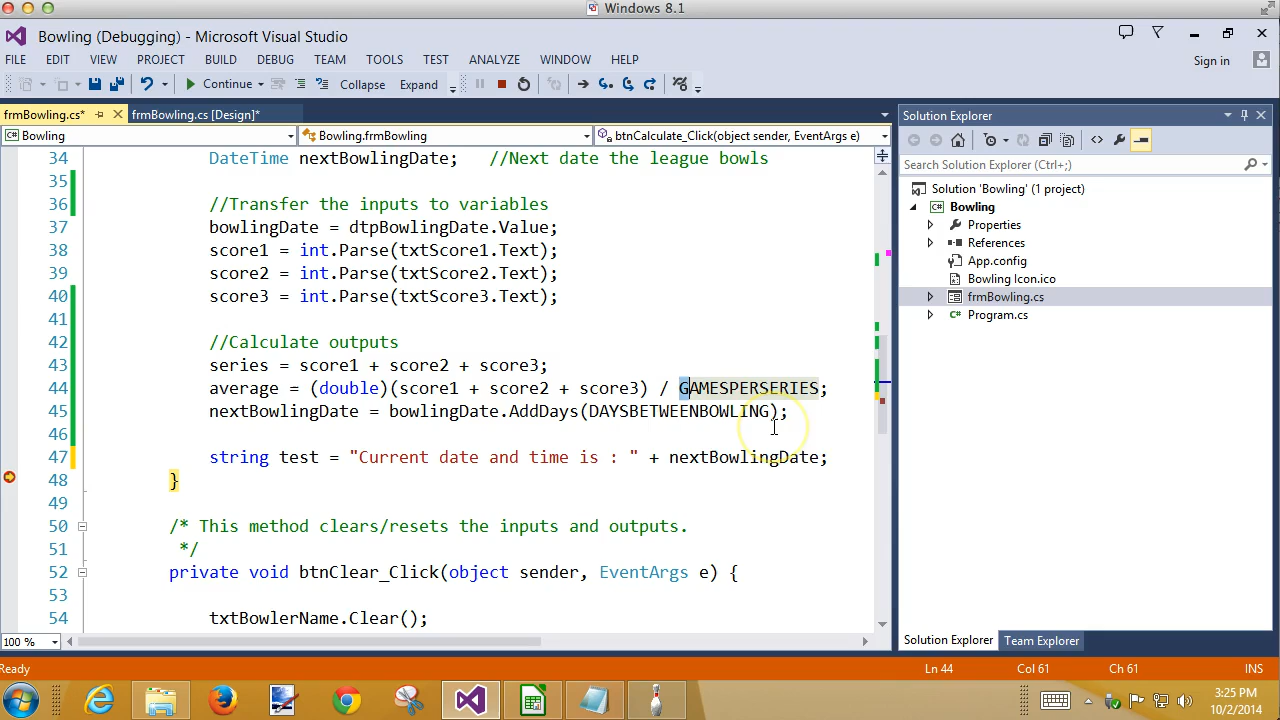 Windows 8.1
Bowling (Debugging) - Microsoft Visual Studio
FILE EDIT VIEW PROJECT BUILD DEBUG TEAM TOOLS TEST ANALYZE WINDOW HELP
Sign in
Continue Collapse Expand
frmBowling.cs* frmBowling.cs [Design]*
Solution Explorer
Bowling Bowling.frmBowling btnCalculate_Click(object sender, EventArgs e)
Search Solution Explorer (Ctrl+;)
Solution 'Bowling' (1 project)
Bowling
Properties
References
App.config
Bowling Icon.ico
frmBowling.cs
Program.cs
34 DateTime nextBowlingDate; //Next date the league bowls
35
36 //Transfer the inputs to variables
37 bowlingDate = dtpBowlingDate.Value;
38 score1 = int.Parse(txtScore1.Text);
39 score2 = int.Parse(txtScore2.Text);
40 score3 = int.Parse(txtScore3.Text);
41
42 //Calculate outputs
43 series = score1 + score2 + score3;
44 average = (double)(score1 + score2 + score3) / GAMESPERSERIES;
45 nextBowlingDate = bowlingDate.AddDays(DAYSBETWEENBOWLING);
46
47 string test = "Current date and time is : " + nextBowlingDate;
48 }
49
50 /* This method clears/resets the inputs and outputs.
51 */
52 private void btnClear_Click(object sender, EventArgs e) {
53
54 txtBowlerName.Clear();
100 %
Solution Explorer Team Explorer
Ready Ln 44 Col 61 Ch 61 INS
3:25 PM
10/2/2014